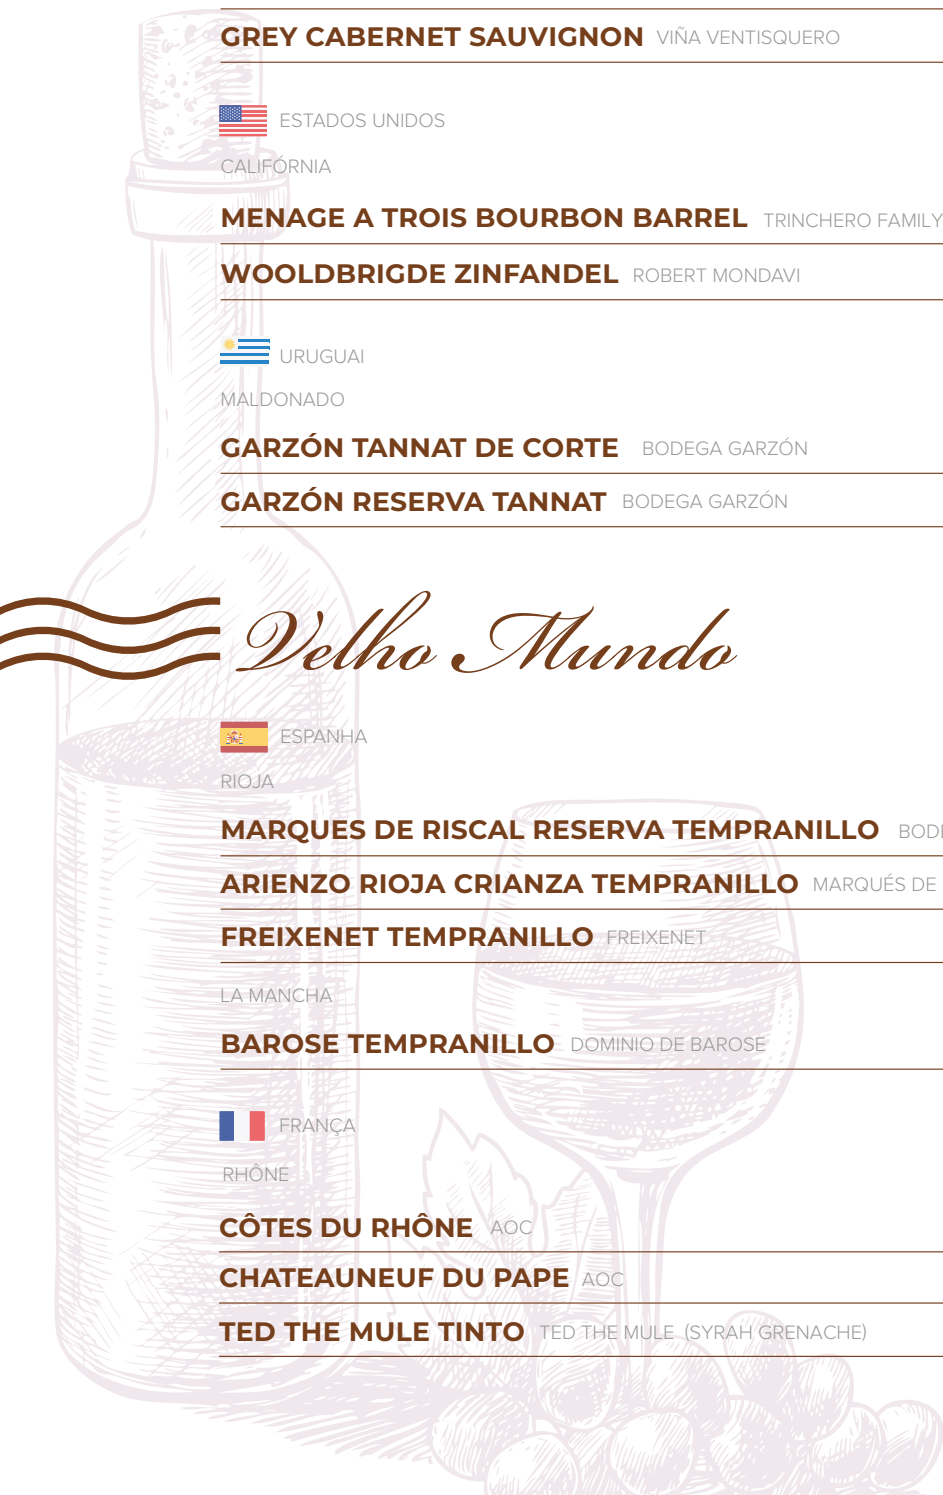 GREY CABERNET SAUVIGNON VIÑA VENTISQUERO
ESTADOS UNIDOS
CALIFÓRNIA
MENAGE A TROIS BOURBON BARREL TRINCHERO FAMILY
WOOLDBRIGDE ZINFANDEL ROBERT MONDAVI
URUGUAI
MALDONADO
GARZÓN TANNAT DE CORTE BODEGA GARZÓN
GARZÓN RESERVA TANNAT BODEGA GARZÓN
Velho Mundo
ESPANHA
RIOJA
MARQUES DE RISCAL RESERVA TEMPRANILLO
ARIENZO RIOJA CRIANZA TEMPRANILLO MARQUÉS DE
FREIXENET TEMPRANILLO FREIXENET
LA MANCHA
BAROSE TEMPRANILLO DOMINIO DE BAROSE
FRANÇA
RHÔNE
CÔTES DU RHÔNE AOC
CHATEAUNEUF DU PAPE AOC
TED THE MULE TINTO TED THE MULE (SYRAH GRENACHE)